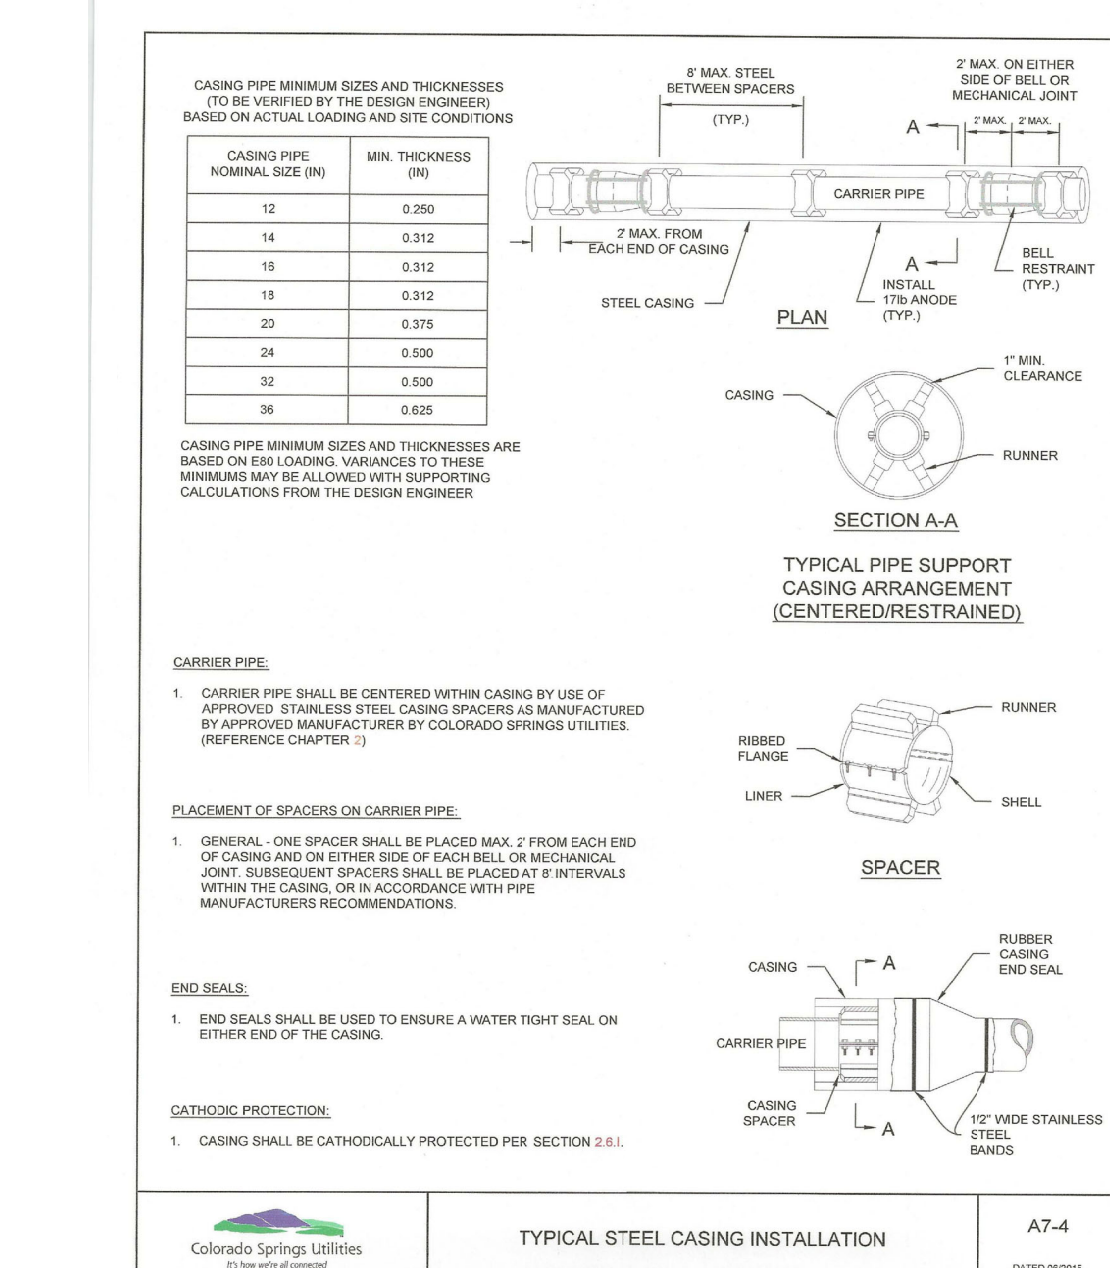 CASING PIPE MINIMUM SIZES AND THICKNESSES
(TO BE VERIFIED BY THE DESIGN ENGINEER)
BASED ON ACTUAL LOADING AND SITE CONDITIONS
CASING PIPE NOMINAL SIZE (IN) MIN. THICKNESS (IN)
12 0.250
14 0.312
16 0.312
18 0.312
20 0.375
24 0.500
32 0.500
36 0.625
CASING PIPE MINIMUM SIZES AND THICKNESSES ARE
BASED ON E80 LOADING. VARIANCES TO THESE
MINIMUMS MAY BE ALLOWED WITH SUPPORTING
CALCULATIONS FROM THE DESIGN ENGINEER
8' MAX. STEEL
BETWEEN SPACERS
(TYP.)
2' MAX. ON EITHER
SIDE OF BELL OR
MECHANICAL JOINT
2' MAX. 2' MAX.
A
CARRIER PIPE
2' MAX. FROM
EACH END OF CASING
STEEL CASING
A
INSTALL
17lb ANODE
(TYP.)
BELL
RESTRAINT
(TYP.)
PLAN
1" MIN.
CLEARANCE
CASING
RUNNER
SECTION A-A
TYPICAL PIPE SUPPORT
CASING ARRANGEMENT
(CENTERED/RESTRAINED)
CARRIER PIPE:
1. CARRIER PIPE SHALL BE CENTERED WITHIN CASING BY USE OF
APPROVED STAINLESS STEEL CASING SPACERS AS MANUFACTURED
BY APPROVED MANUFACTURER BY COLORADO SPRINGS UTILITIES.
(REFERENCE CHAPTER 2)
PLACEMENT OF SPACERS ON CARRIER PIPE:
1. GENERAL - ONE SPACER SHALL BE PLACED MAX. 2' FROM EACH END
OF CASING AND ON EITHER SIDE OF EACH BELL OR MECHANICAL
JOINT. SUBSEQUENT SPACERS SHALL BE PLACED AT 8' INTERVALS
WITHIN THE CASING, OR IN ACCORDANCE WITH PIPE
MANUFACTURERS RECOMMENDATIONS.
END SEALS:
1. END SEALS SHALL BE USED TO ENSURE A WATER TIGHT SEAL ON
EITHER END OF THE CASING.
CATHODIC PROTECTION:
1. CASING SHALL BE CATHODICALLY PROTECTED PER SECTION 2.6.I.
RUNNER
RIBBED
FLANGE
LINER
SHELL
SPACER
RUBBER
CASING
END SEAL
CASING
A
CARRIER PIPE
CASING
SPACER
A
1/2" WIDE STAINLESS
STEEL
BANDS
Colorado Springs Utilities
It's how we're all connected
TYPICAL STEEL CASING INSTALLATION
A7-4
DATED 06/2015